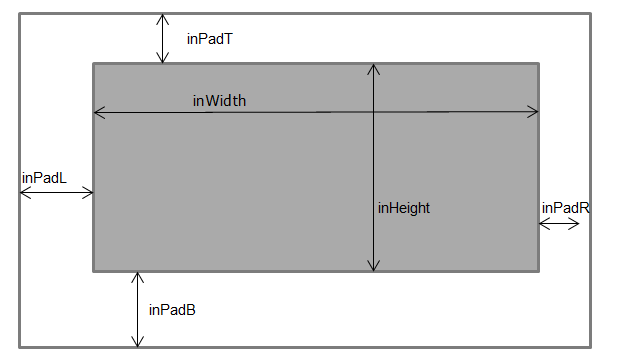 inPadT
inWidth
inPadL
inHeight
inPadR
inPadB